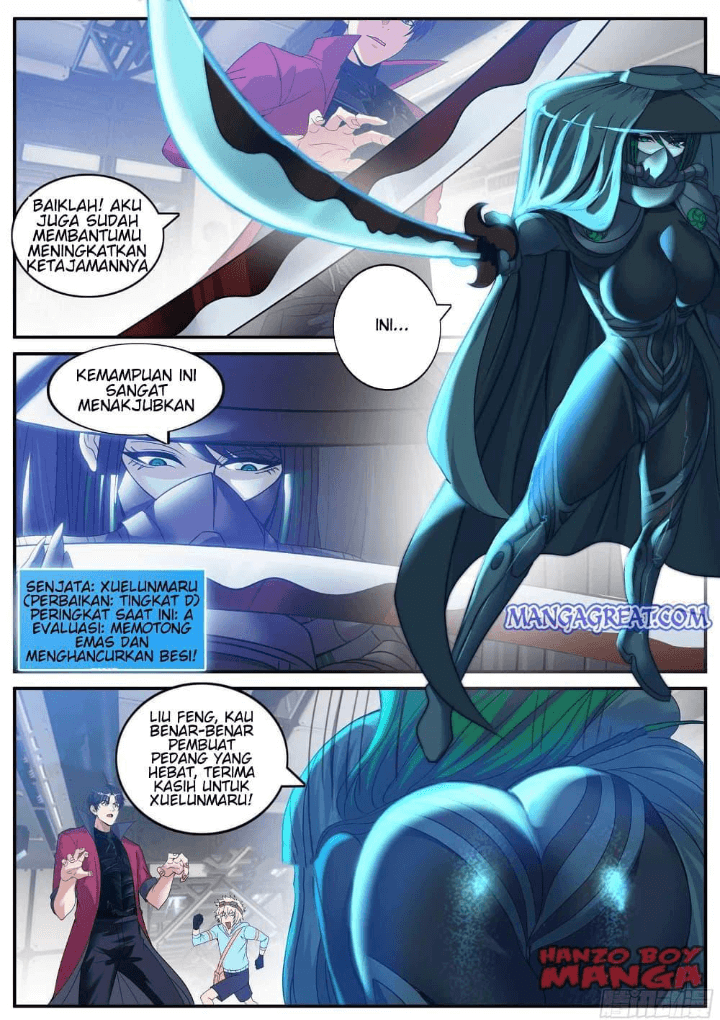 BAIKLAH! AKU
JUGA SUDAH
MEMBANTUMU
MENINGKATKAN
KETAJAMANNYA
INI...
KEMAMPUAN INI
SANGAT
MENAKJUBKAN
SENJATA: XUELUNMARU
(PERBAIKAN: TINGKAT D)
PERINGKAT SAAT INI: A
EVALUASI: MEMOTONG
EMAS DAN
MENGHANCURKAN BESI!
MANGAGREAT.COM
LIU FENG, KAU
BENAR-BENAR
PEMBUAT
PEDANG YANG
HEBAT, TERIMA
KASIH UNTUK
XUELUNMARU!
HANZO BOY
MANGA